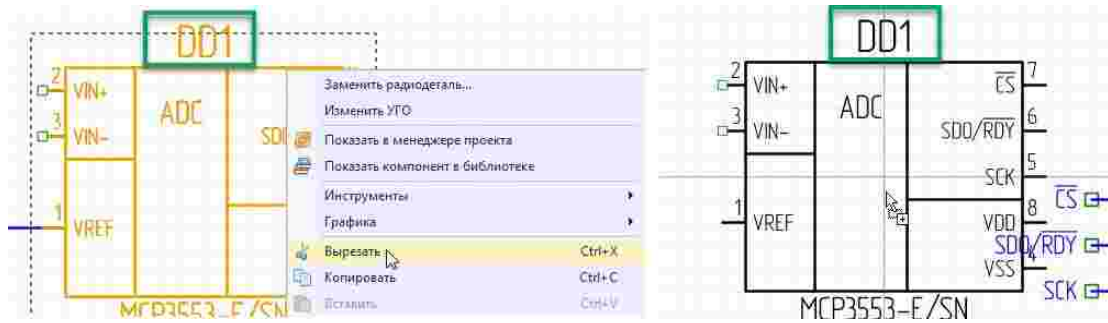 DD1
2
VIN+
3
VIN-
ADC
1
VREF
Заменить радиодеталь...
Изменить УГО
Показать в менеджере проекта
Показать компонент в библиотеке
Инструменты
Графика
Вырезать Ctrl+X
Копировать Ctrl+C
Вставить Ctrl+V
MCP3553-E/SN
DD1
2
VIN+
3
VIN-
ADC
1
VREF
CS 7
SDO/RDY 6
SCK 5
VDD 8
VSS
CS
SDO/RDY
SCK
MCP3553-E/SN